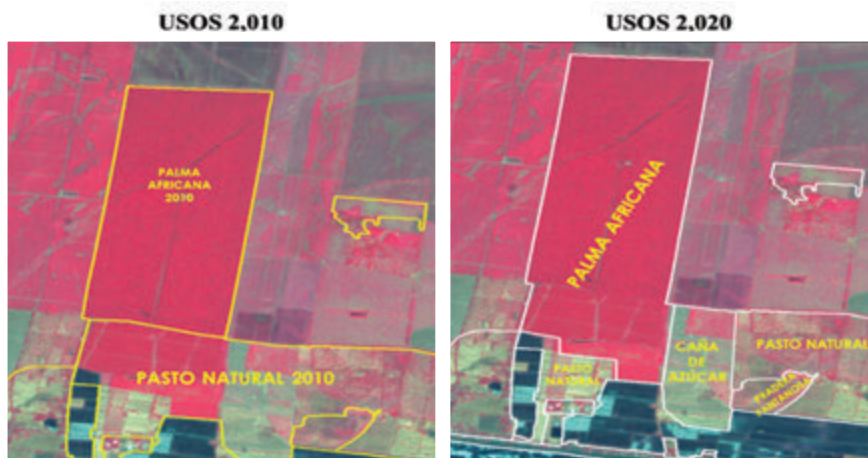 USOS 2,010
USOS 2,020
PALMA
AFRICANA
2010
PASTO NATURAL 2010
PALMA AFRICANA
PASTO
NATURAL
CAÑA
DE
AZÚCAR
PASTO NATURAL
PRADERA
PANTANOSA